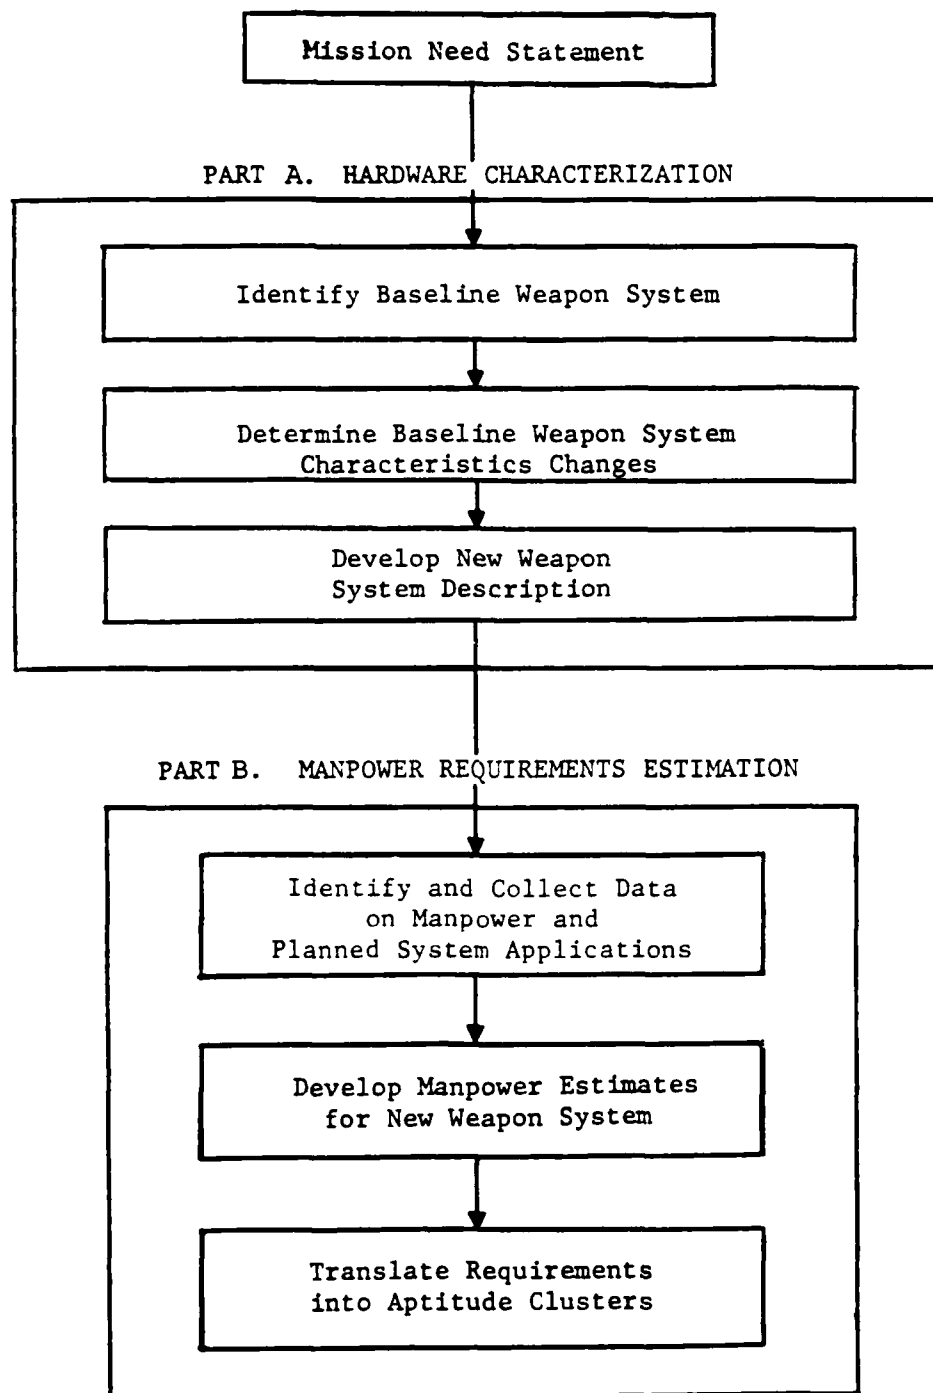 Mission Need Statement
PART A. HARDWARE CHARACTERIZATION
Identify Baseline Weapon System
Determine Baseline Weapon System
Characteristics Changes
Develop New Weapon
System Description
PART B. MANPOWER REQUIREMENTS ESTIMATION
Identify and Collect Data
on Manpower and
Planned System Applications
Develop Manpower Estimates
for New Weapon System
Translate Requirements
into Aptitude Clusters